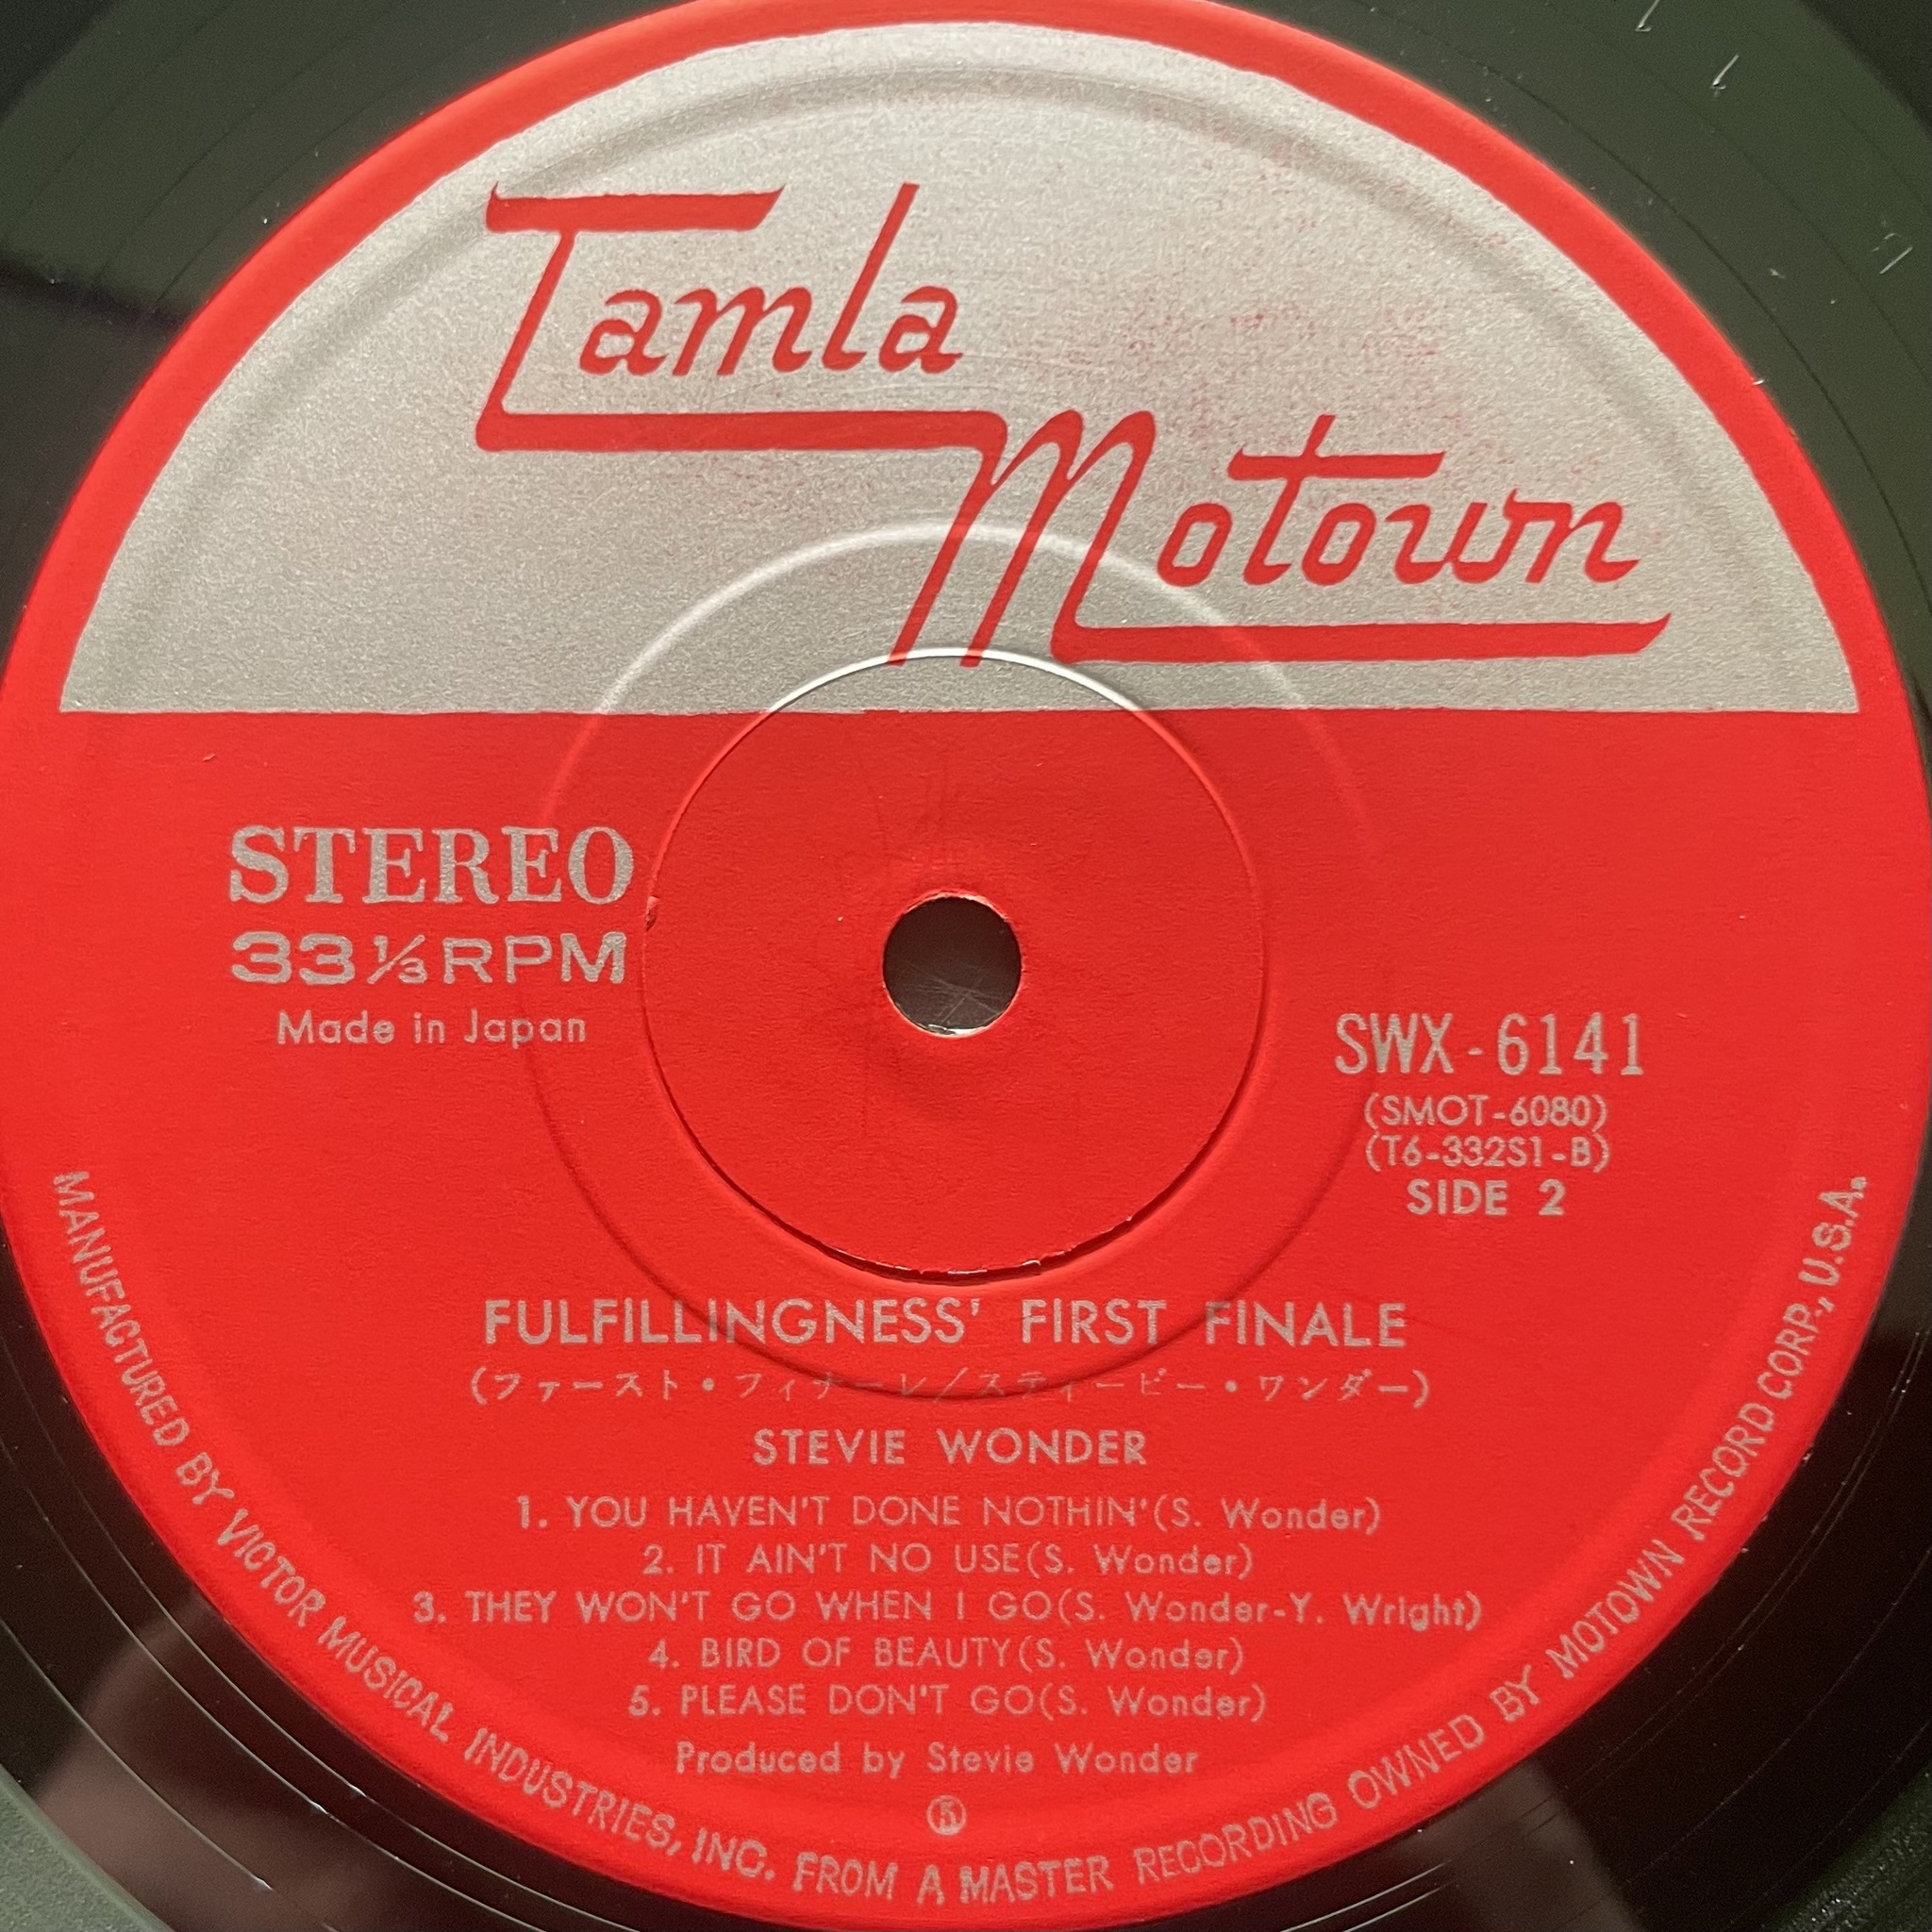 Tamla
Motown
STEREO
33⅓RPM
Made in Japan
SWX-6141
(SMOT-6080)
(T6-332S1-B)
SIDE 2
FULFILLINGNESS' FIRST FINALE
(ファースト・フィナーレ/スティービー・ワンダー)
STEVIE WONDER
1. YOU HAVEN'T DONE NOTHIN'(S. Wonder)
2. IT AIN'T NO USE(S. Wonder)
3. THEY WON'T GO WHEN I GO(S. Wonder-Y. Wright)
4. BIRD OF BEAUTY(S. Wonder)
5. PLEASE DON'T GO(S. Wonder)
Produced by Stevie Wonder
MANUFACTURED BY VICTOR MUSICAL INDUSTRIES, INC. FROM A MASTER RECORDING OWNED BY MOTOWN RECORD CORP., U.S.A.